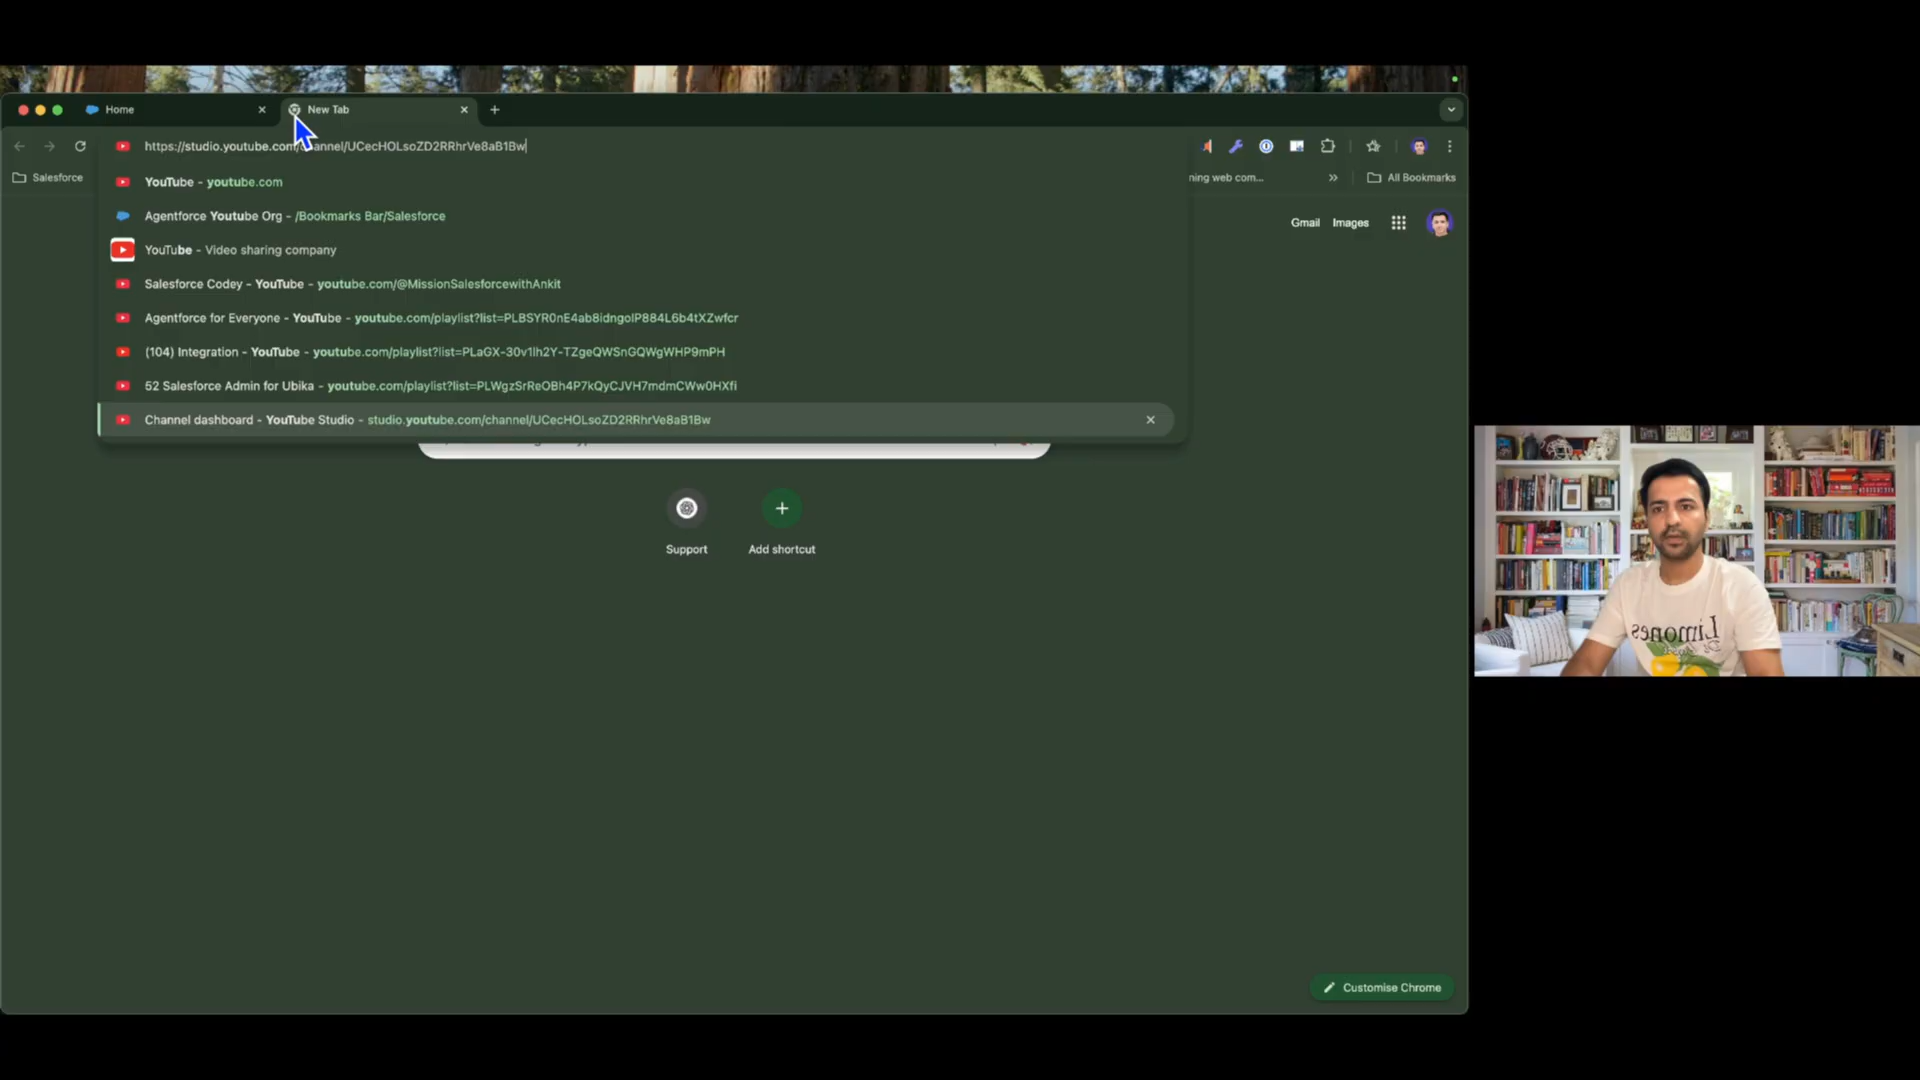 Home
New Tab
https://studio.youtube.com/channel/UCecHOLsoZD2RRhrVe8aB1Bw
Salesforce
ning web com...
All Bookmarks
YouTube - youtube.com
Agentforce Youtube Org - /Bookmarks Bar/Salesforce
YouTube - Video sharing company
Salesforce Codey - YouTube - youtube.com/@MissionSalesforcewithAnkit
Agentforce for Everyone - YouTube - youtube.com/playlist?list=PLBSYR0nE4ab8idngolP884L6b4tXZwfcr
(104) Integration - YouTube - youtube.com/playlist?list=PLaGX-30v1lh2Y-TZgeQWSnGQWgWHP9mPH
52 Salesforce Admin for Ubika - youtube.com/playlist?list=PLWgzSrReOBh4P7kQyCJVH7mdmCWw0HXfi
Channel dashboard - YouTube Studio - studio.youtube.com/channel/UCecHOLsoZD2RRhrVe8aB1Bw
Gmail
Images
Support
Add shortcut
Limones
Customise Chrome